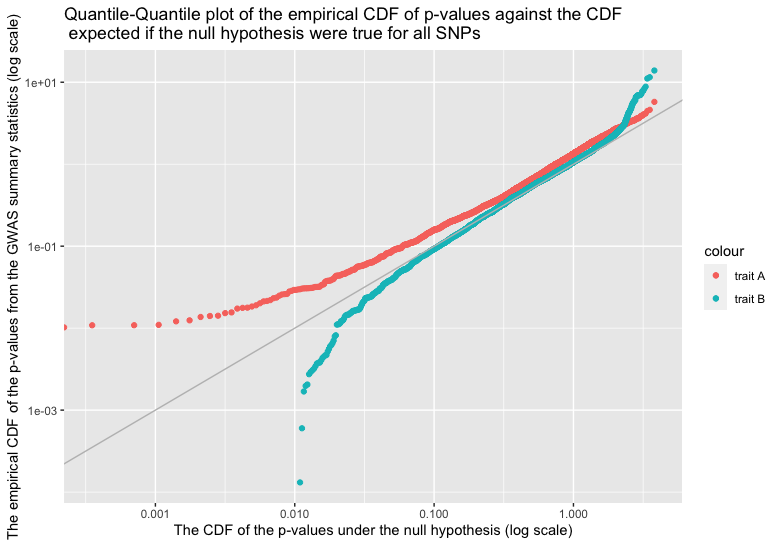 Quantile-Quantile plot of the empirical CDF of p-values against the CDF
expected if the null hypothesis were true for all SNPs
The empirical CDF of the p-values from the GWAS summary statistics (log scale)
1e+01
1e-01
1e-03
0.001
0.010
0.100
1.000
The CDF of the p-values under the null hypothesis (log scale)
colour
trait A
trait B